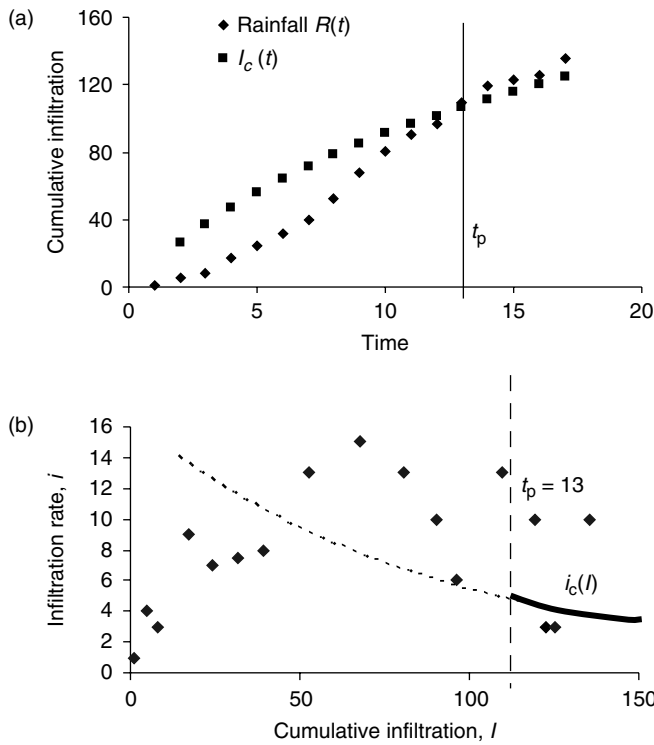 (a)
Rainfall R(t)
I_c (t)
Cumulative infiltration
160
120
80
40
0
t_p
0 5 10 15 20
Time
(b)
Infiltration rate, i
16
14
12
10
8
6
4
2
0
t_p = 13
i_c(I)
0 50 100 150
Cumulative infiltration, I